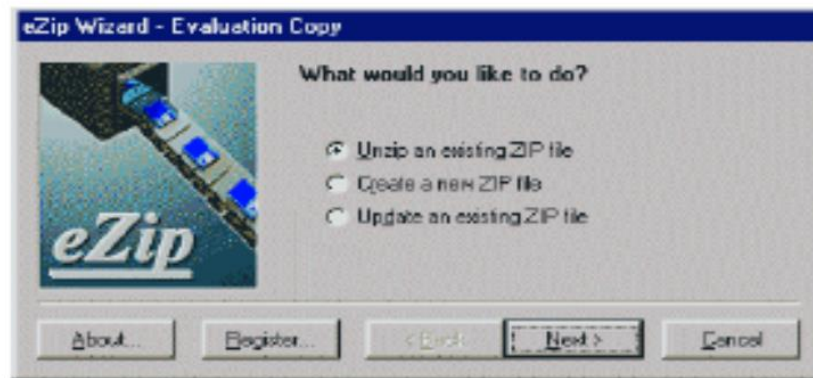 eZip Wizard - Evaluation Copy
What would you like to do?
Unzip an existing ZIP file
Create a new ZIP file
Update an existing ZIP file
eZip
About...
Register...
< Back
Next >
Cancel